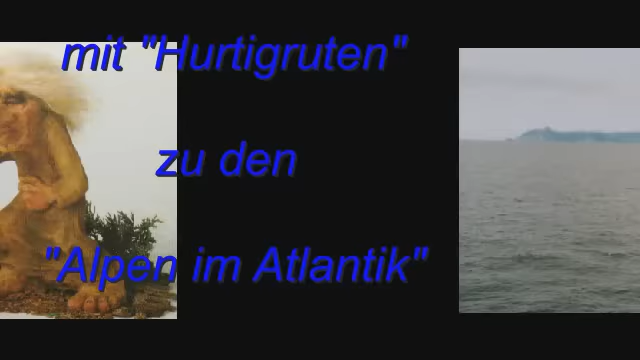 mit "Hurtigruten"
zu den
"Alpen im Atlantik"